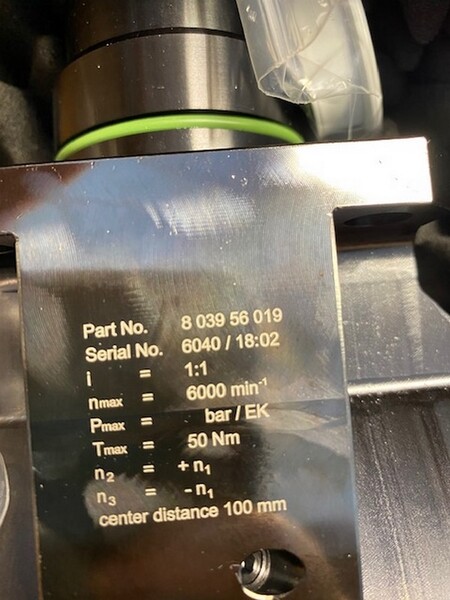 Part No. 8 039 56 019
Serial No. 6040 / 18:02
i = 1:1
nmax = 6000 min⁻¹
Pmax = bar / EK
Tmax = 50 Nm
n₂ = + n₁
n₃ = - n₁
center distance 100 mm